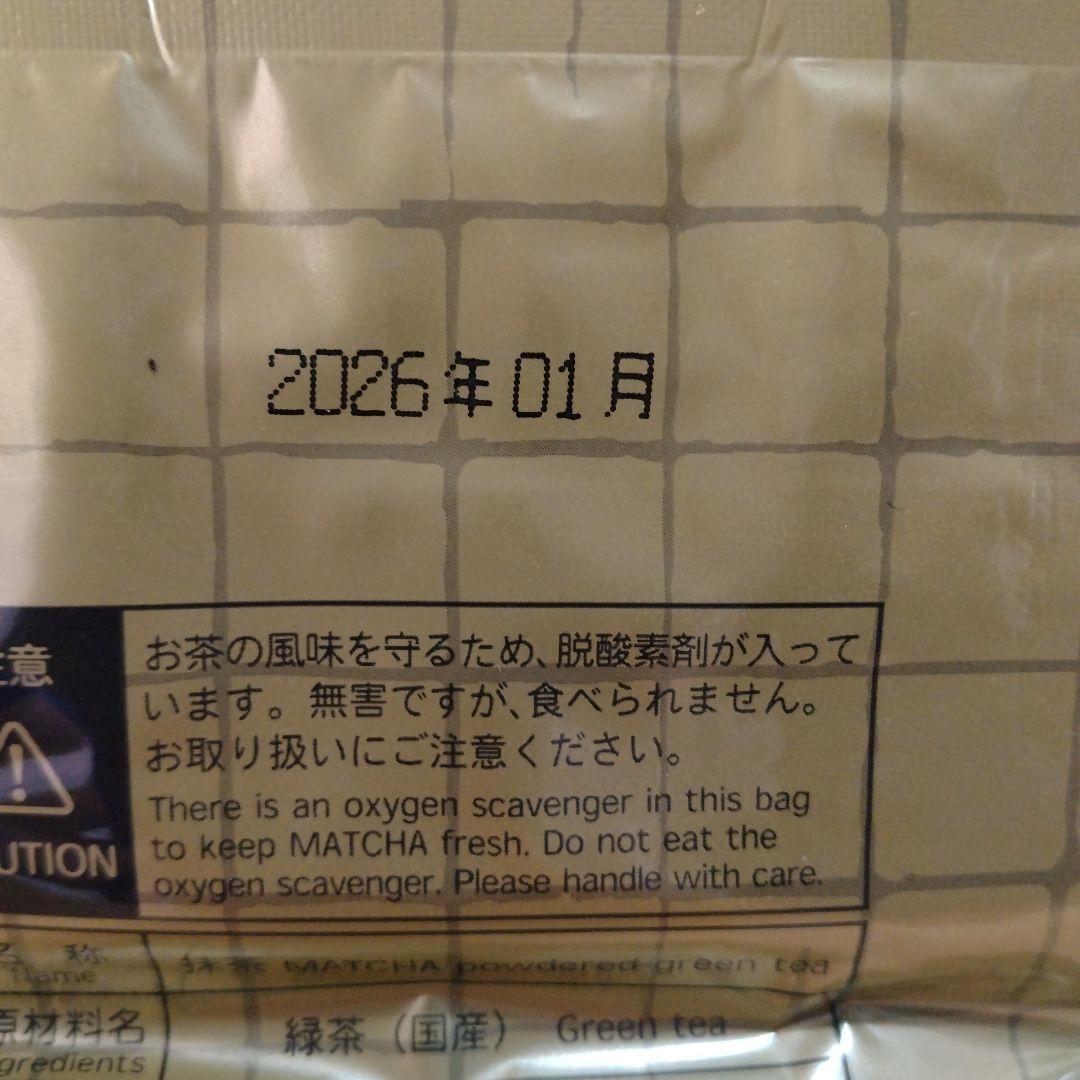 2026年01月
注意
お茶の風味を守るため、脱酸素剤が入って
います。無害ですが、食べられません。
お取り扱いにご注意ください。
CAUTION
There is an oxygen scavenger in this bag
to keep MATCHA fresh. Do not eat the
oxygen scavenger. Please handle with care.
名 称 抹茶 MATCHA powdered green tea
Name
原材料名 緑茶（国産） Green tea
ngredients